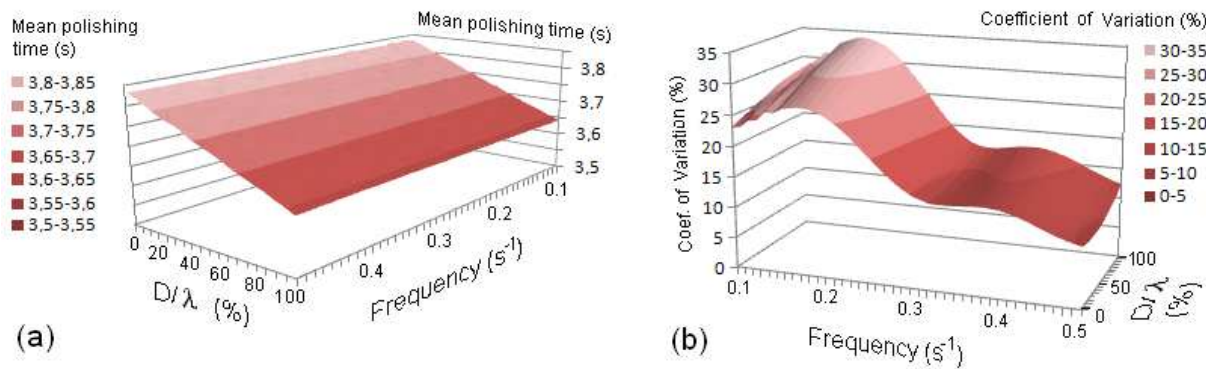 Mean polishing
time (s)
3,8-3,85
3,75-3,8
3,7-3,75
3,65-3,7
3,6-3,65
3,55-3,6
3,5-3,55
Mean polishing time (s)
3,8
3,7
3,6
3,5
0.1
0.2
0.3
0.4
Frequency (s⁻¹)
0 20 40 60 80 100
D/λ (%)
(a)
Coefficient of Variation (%)
30-35
25-30
20-25
15-20
10-15
5-10
0-5
35
30
25
20
15
10
5
0
Coef. of Variation (%)
0.1 0.2 0.3 0.4 0.5
Frequency (s⁻¹)
100
50
0
D/λ
(%)
(b)